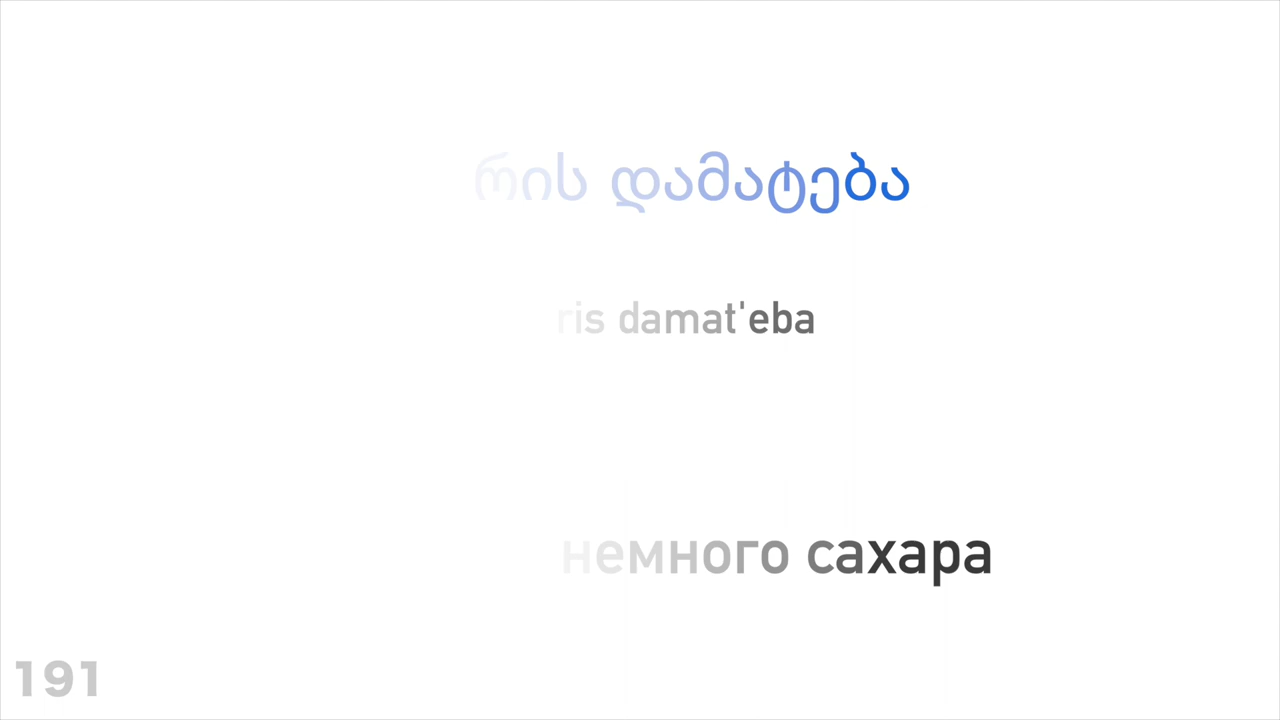 რის დამატება
ris damat'eba
немного сахара
191